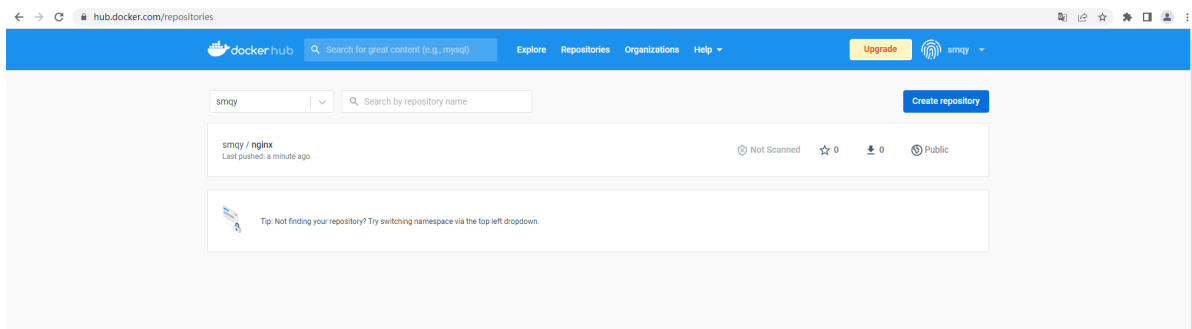 hub.docker.com/repositories
dockerhub Search for great content (e.g., mysql) Explore Repositories Organizations Help Upgrade smqy
smqy Search by repository name Create repository
smqy / nginx
Last pushed: a minute ago
Not Scanned 0 0 Public
Tip: Not finding your repository? Try switching namespace via the top left dropdown.